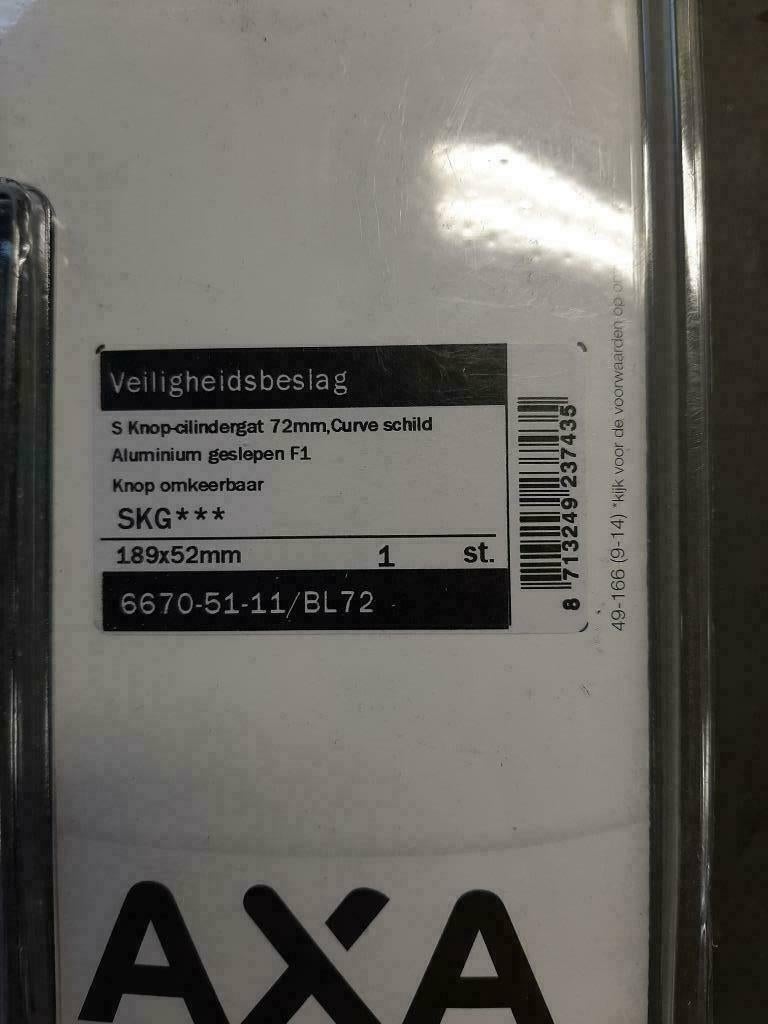 Veiligheidsbeslag
S Knop-cilindergat 72mm,Curve schild
Aluminium geslepen F1
Knop omkeerbaar
SKG***
189x52mm 1 st.
6670-51-11/BL72
8 713249 237435
49-166 (9-14) *kijk voor de voorwaarden op
AXA